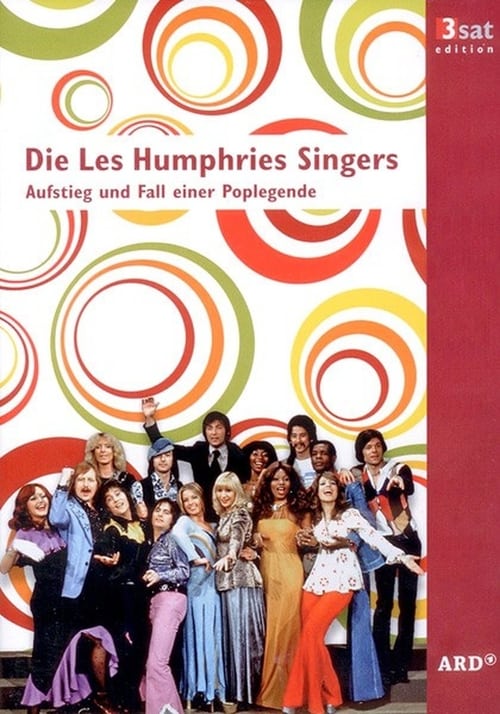 3sat
edition
Die Les Humphries Singers
Aufstieg und Fall einer Poplegende
ARD